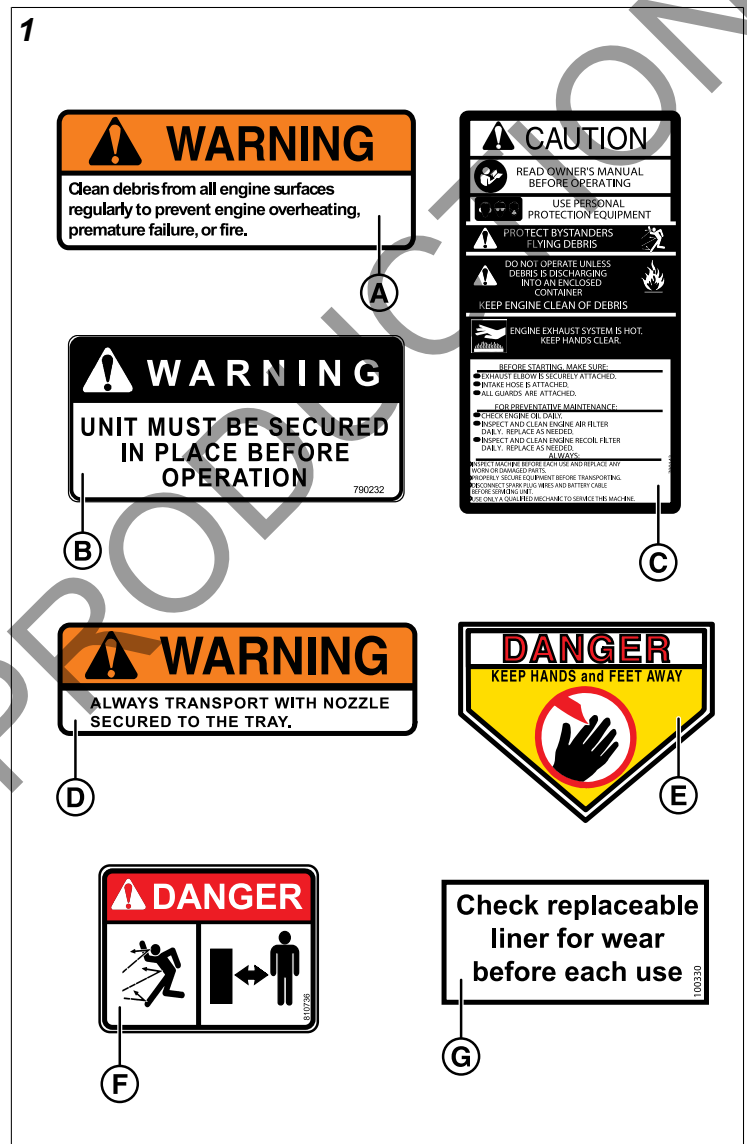 1
WARNING
Clean debris from all engine surfaces
regularly to prevent engine overheating,
premature failure, or fire.
A
WARNING
UNIT MUST BE SECURED
IN PLACE BEFORE
OPERATION
790232
B
CAUTION
READ OWNER'S MANUAL
BEFORE OPERATING
USE PERSONAL
PROTECTION EQUIPMENT
PROTECT BYSTANDERS
FLYING DEBRIS
DO NOT OPERATE UNLESS
DEBRIS IS DISCHARGING
INTO AN ENCLOSED
CONTAINER
KEEP ENGINE CLEAN OF DEBRIS
ENGINE EXHAUST SYSTEM IS HOT.
KEEP HANDS CLEAR.
BEFORE STARTING, MAKE SURE:
EXHAUST ELBOW IS SECURELY ATTACHED.
INTAKE HOSE IS ATTACHED.
ALL GUARDS ARE ATTACHED.
FOR PREVENTATIVE MAINTENANCE:
CHECK ENGINE OIL DAILY.
INSPECT AND CLEAN ENGINE AIR FILTER
DAILY. REPLACE AS NEEDED.
INSPECT AND CLEAN ENGINE RECOIL FILTER
DAILY. REPLACE AS NEEDED.
ALWAYS:
INSPECT MACHINE BEFORE EACH USE AND REPLACE ANY
WORN OR DAMAGED PARTS.
PROPERLY SECURE EQUIPMENT BEFORE TRANSPORTING.
DISCONNECT SPARK PLUG WIRES AND BATTERY CABLE
BEFORE SERVICING UNIT.
USE ONLY A QUALIFIED MECHANIC TO SERVICE THIS MACHINE.
C
WARNING
ALWAYS TRANSPORT WITH NOZZLE
SECURED TO THE TRAY.
D
DANGER
KEEP HANDS and FEET AWAY
E
DANGER
810736
F
Check replaceable
liner for wear
before each use
100330
G
PRODUCTION